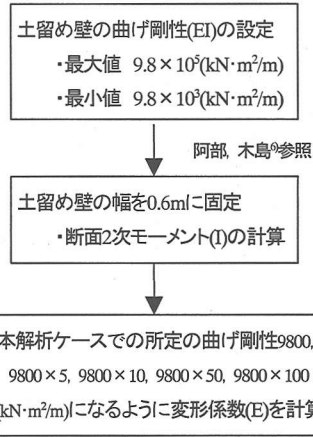 土留め壁の曲げ剛性(EI)の設定
・最大値 9.8×10⁵(kN·m²/m)
・最小値 9.8×10³(kN·m²/m)
阿部, 木島⁶⁾参照
土留め壁の幅を0.6mに固定
・断面2次モーメント(I)の計算
本解析ケースでの所定の曲げ剛性9800,
9800×5, 9800×10, 9800×50, 9800×100
(kN·m²/m)になるように変形係数(E)を計算